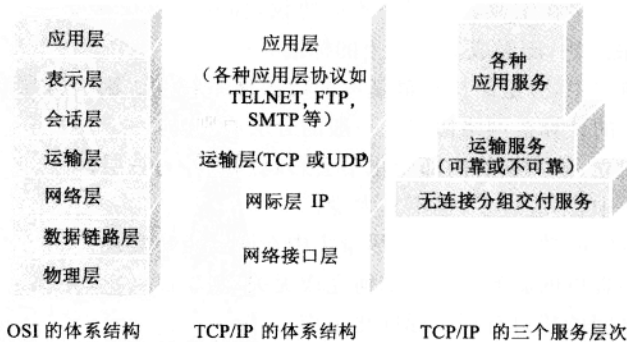 应用层
表示层
会话层
运输层
网络层
数据链路层
物理层
OSI 的体系结构
应用层
（各种应用层协议如
TELNET, FTP,
SMTP 等）
运输层(TCP 或UDP)
网际层 IP
网络接口层
TCP/IP 的体系结构
各种
应用服务
运输服务
（可靠或不可靠）
无连接分组交付服务
TCP/IP 的三个服务层次